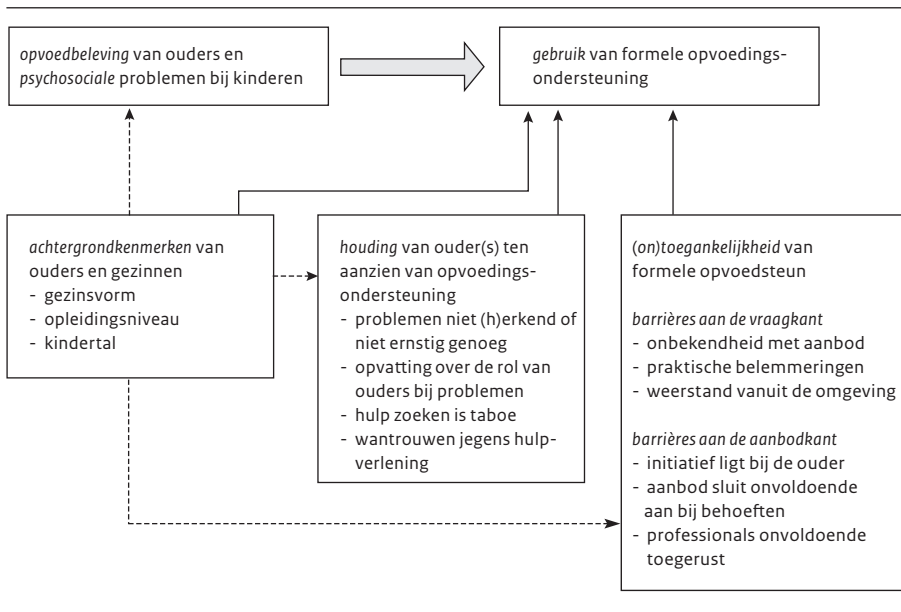 opvoedbeleving van ouders en
psychosociale problemen bij kinderen
gebruik van formele opvoedings-
ondersteuning
achtergrondkenmerken van
ouders en gezinnen
- gezinsvorm
- opleidingsniveau
- kindertal
houding van ouder(s) ten
aanzien van opvoedings-
ondersteuning
- problemen niet (h)erkend of
niet ernstig genoeg
- opvatting over de rol van
ouders bij problemen
- hulp zoeken is taboe
- wantrouwen jegens hulp-
verlening
(on)toegankelijkheid van
formele opvoedsteun
barrières aan de vraagkant
- onbekendheid met aanbod
- praktische belemmeringen
- weerstand vanuit de omgeving
barrières aan de aanbodkant
- initiatief ligt bij de ouder
- aanbod sluit onvoldoende
aan bij behoeften
- professionals onvoldoende
toegerust